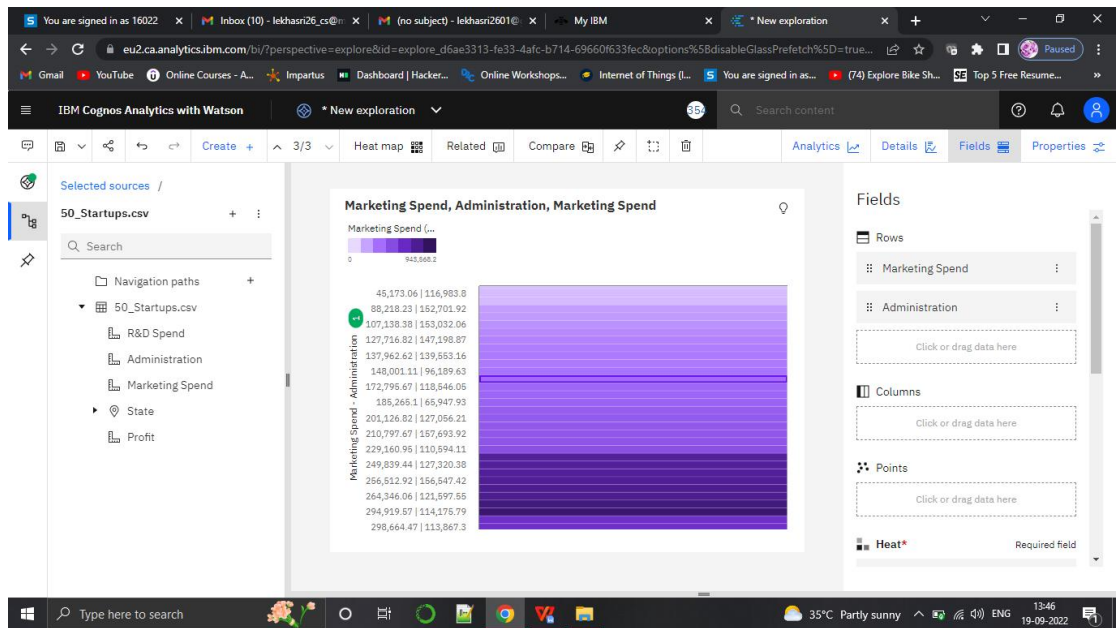 You are signed in as 16022
Inbox (10) - lekhasri26_cs@
(no subject) - lekhasri2601@
My IBM
* New exploration
eu2.ca.analytics.ibm.com/bi/?perspective=explore&id=explore_d6ae3313-fe33-4afc-b714-69660f633fec&options%5BdisableGlassPrefetch%5D=true...
Paused
Gmail
YouTube
Online Courses - A...
Impartus
Dashboard | Hacker...
Online Workshops...
Internet of Things (I...
You are signed in as...
(74) Explore Bike Sh...
Top 5 Free Resume...
»
IBM Cognos Analytics with Watson
* New exploration
354
Search content
Create +
3/3
Heat map
Related
Compare
Analytics
Details
Fields
Properties
Selected sources /
50_Startups.csv
Search
Navigation paths
50_Startups.csv
R&D Spend
Administration
Marketing Spend
State
Profit
Marketing Spend, Administration, Marketing Spend
Marketing Spend (...
0
943,568.2
Marketing Spend - Administration
45,173.06 | 116,983.8
88,218.23 | 152,701.92
107,138.38 | 153,032.06
127,716.82 | 147,198.87
137,962.62 | 139,553.16
148,001.11 | 96,189.63
172,795.67 | 118,546.05
185,265.1 | 65,947.93
201,126.82 | 127,056.21
210,797.67 | 157,693.92
229,160.95 | 110,594.11
249,839.44 | 127,320.38
256,512.92 | 156,547.42
264,346.06 | 121,597.55
294,919.57 | 114,175.79
298,664.47 | 113,867.3
Fields
Rows
Marketing Spend
Administration
Click or drag data here
Columns
Click or drag data here
Points
Click or drag data here
Heat*
Required field
Type here to search
35°C Partly sunny
ENG
13:46
19-09-2022